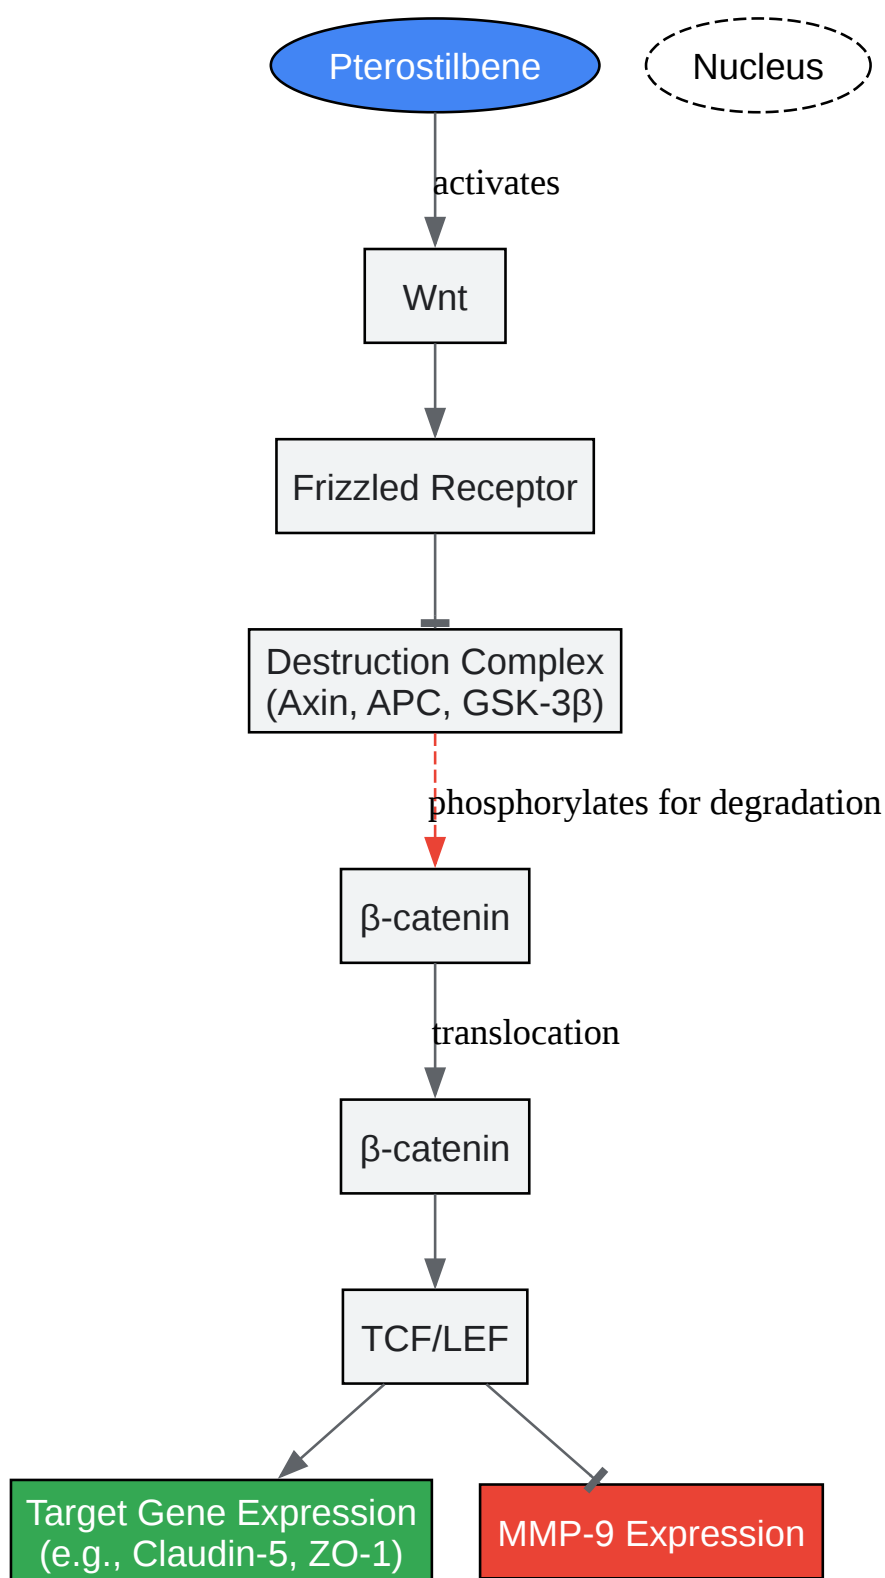 Pterostilbene
Nucleus
activates
Wnt
Frizzled Receptor
Destruction Complex
(Axin, APC, GSK-3β)
phosphorylates for degradation
β-catenin
translocation
β-catenin
TCF/LEF
Target Gene Expression
(e.g., Claudin-5, ZO-1)
MMP-9 Expression